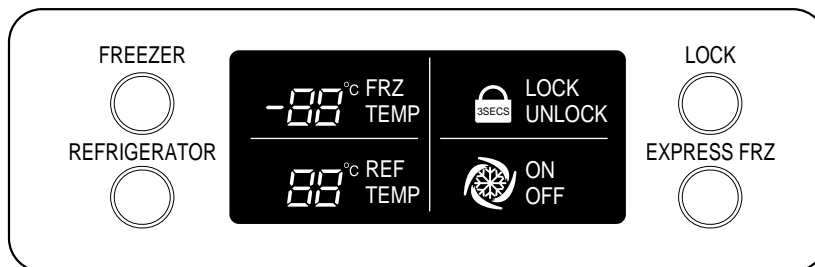 FREEZER
LOCK
-88 °C FRZ TEMP
3SECS
LOCK
UNLOCK
REFRIGERATOR
EXPRESS FRZ
88 °C REF TEMP
ON
OFF